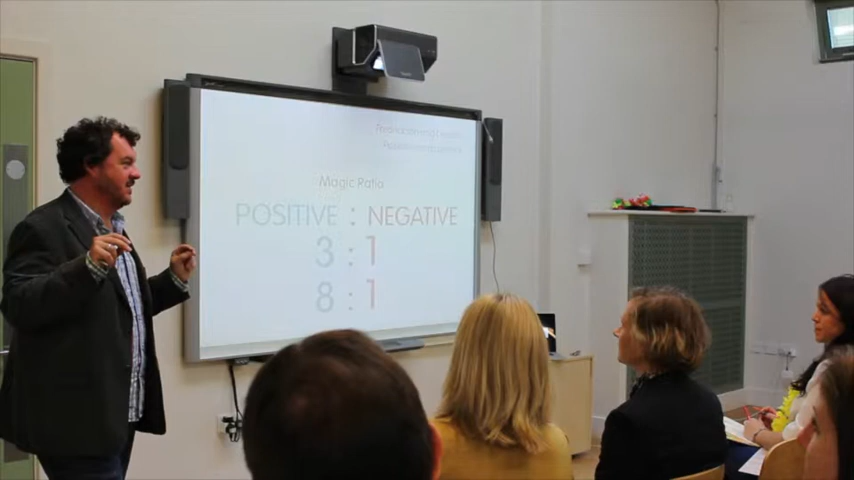 Magic Ratio
POSITIVE : NEGATIVE
3 : 1
8 : 1